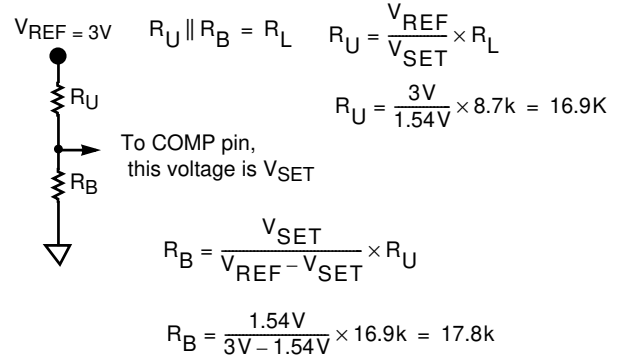 V_REF = 3V
R_U || R_B = R_L
R_U = V_REF / V_SET × R_L
R_U = 3V / 1.54V × 8.7k = 16.9K
R_U
To COMP pin,
this voltage is V_SET
R_B
R_B = V_SET / V_REF – V_SET × R_U
R_B = 1.54V / 3V – 1.54V × 16.9k = 17.8k